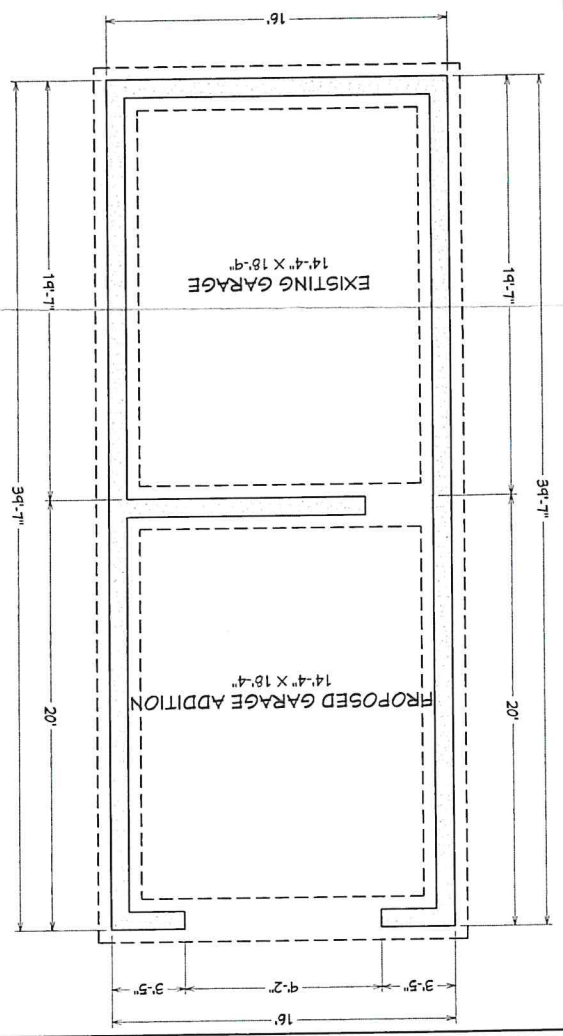 16'
3'-5"
9'-2"
3'-5"
20'
PROPOSED GARAGE ADDITION
14'-4" X 18'-4"
20'
39'-7"
39'-7"
19'-7"
EXISTING GARAGE
14'-4" X 18'-9"
19'-7"
16'